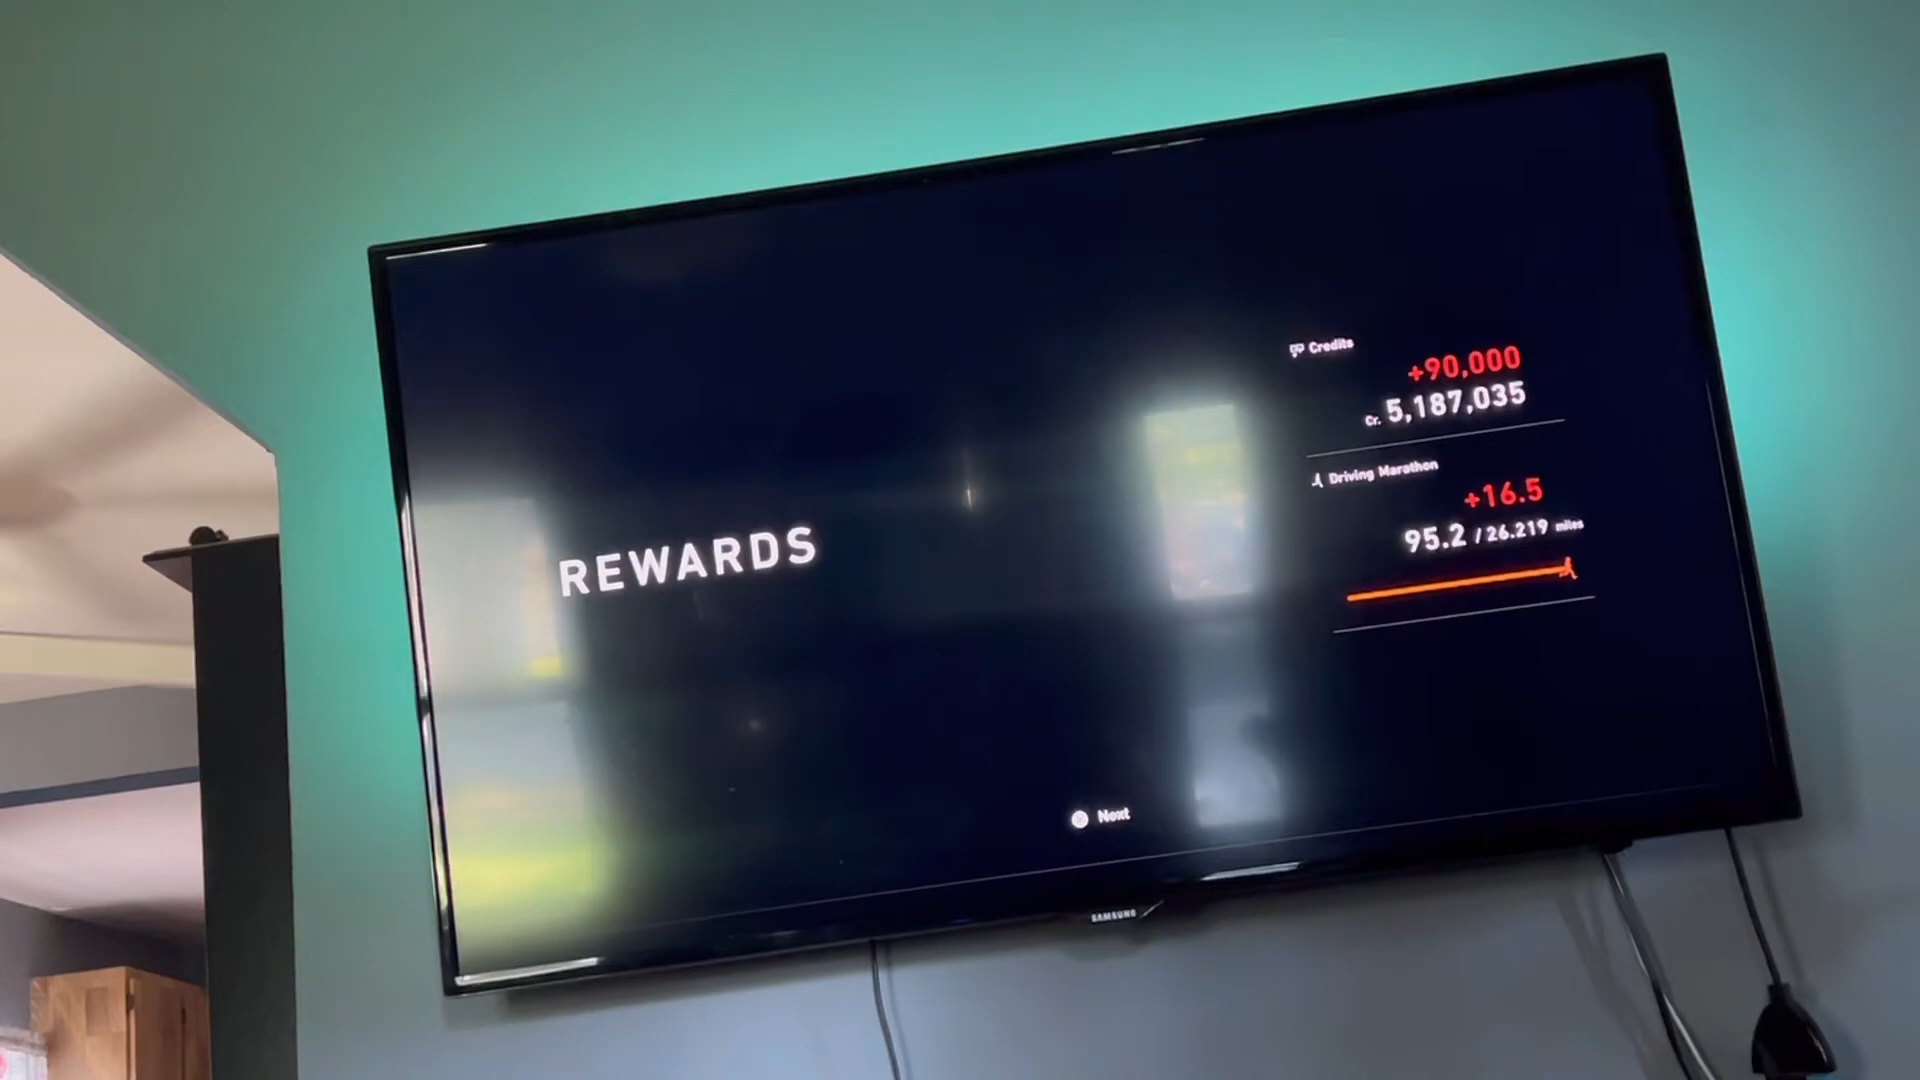 Credits
+90,000
Cr. 5,187,035
Driving Marathon
+16.5
95.2 / 26.219 miles
REWARDS
Next
SAMSUNG